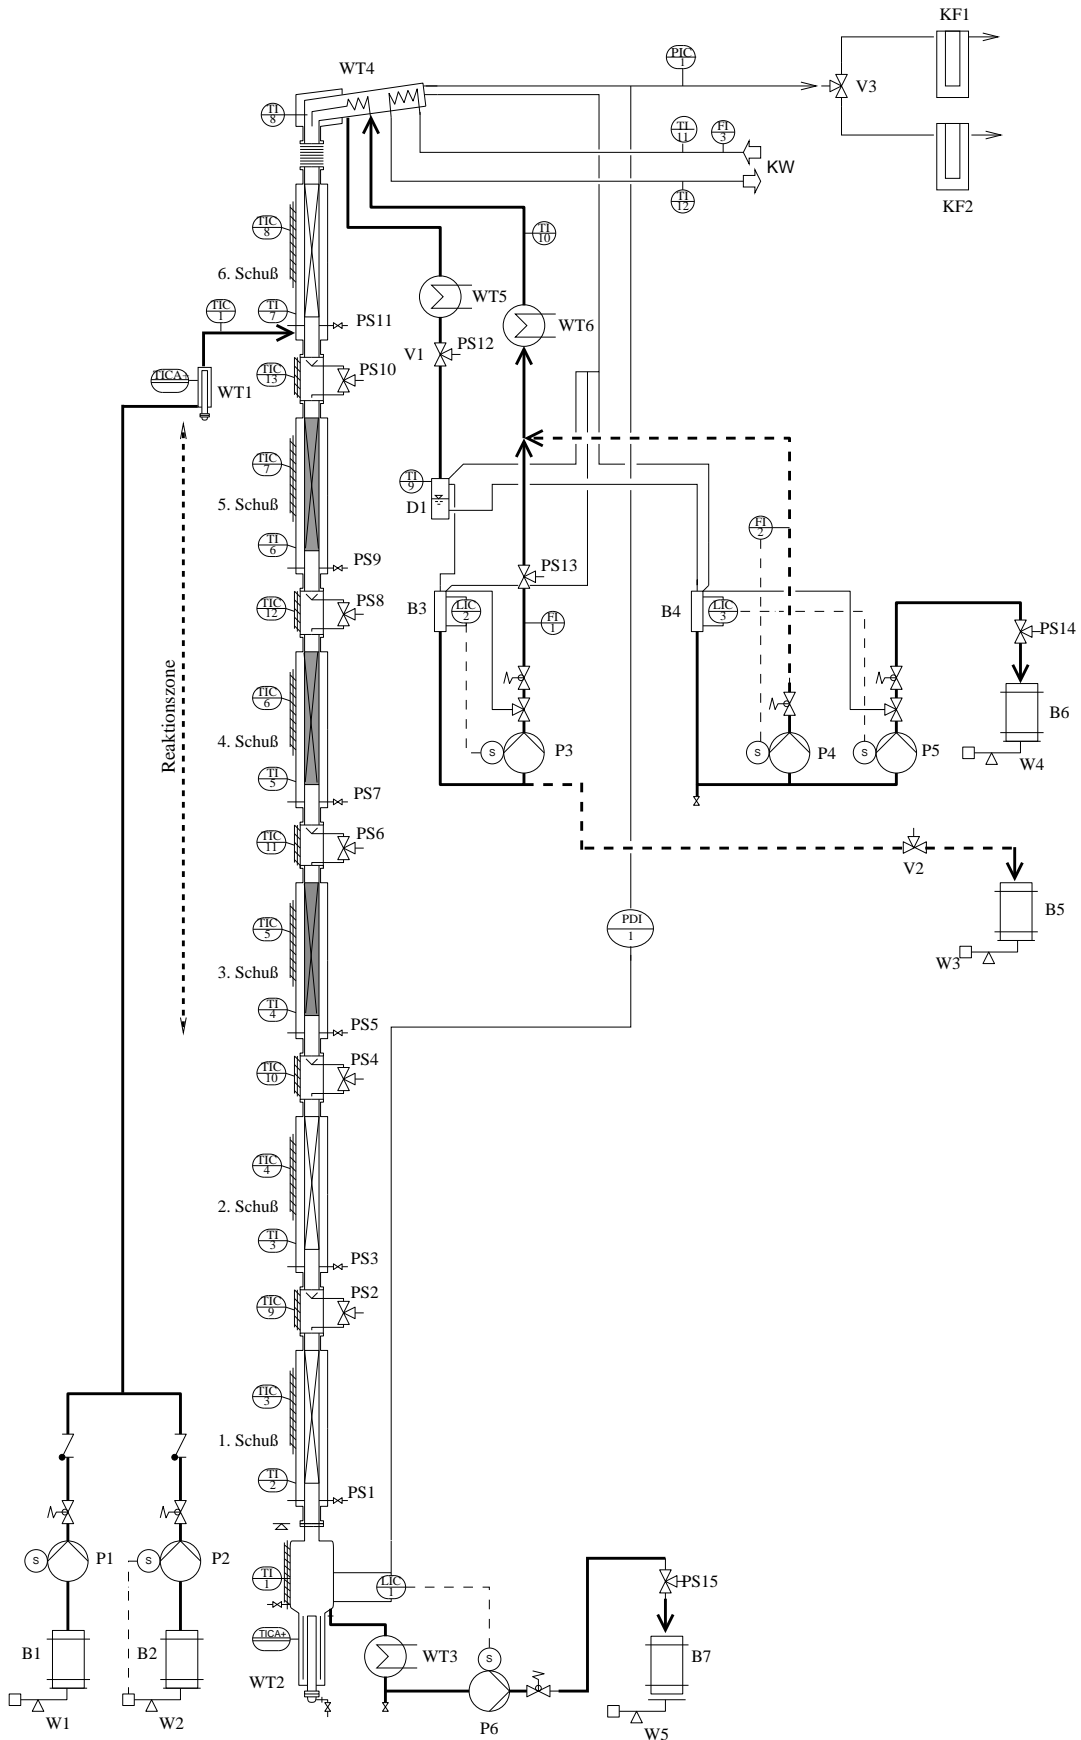 KF1
PIC
1
WT4
V3
TI
8
TI
11
FI
3
KW
TI
12
KF2
TIC
8
TI
10
6. Schuß
WT5
TIC
1
TI
7
PS11
WT6
PS12
V1
TICA+
WT1
TIC
13
PS10
TIC
7
TI
9
5. Schuß
D1
FI
2
TI
6
PS9
PS13
TIC
12
PS8
B3
LIC
2
FI
1
B4
LIC
3
PS14
Reaktionszone
TIC
6
B6
4. Schuß
S
P3
S
P4
S
P5
W4
TI
5
PS7
TIC
11
PS6
V2
B5
TIC
5
PDI
1
W3
3. Schuß
TI
4
PS5
TIC
10
PS4
TIC
4
2. Schuß
TI
3
PS3
TIC
9
PS2
TIC
3
1. Schuß
TI
2
PS1
S
P1
S
P2
TI
1
LIC
1
PS15
TICA+
B1
B2
WT3
B7
WT2
S
W1
W2
P6
W5